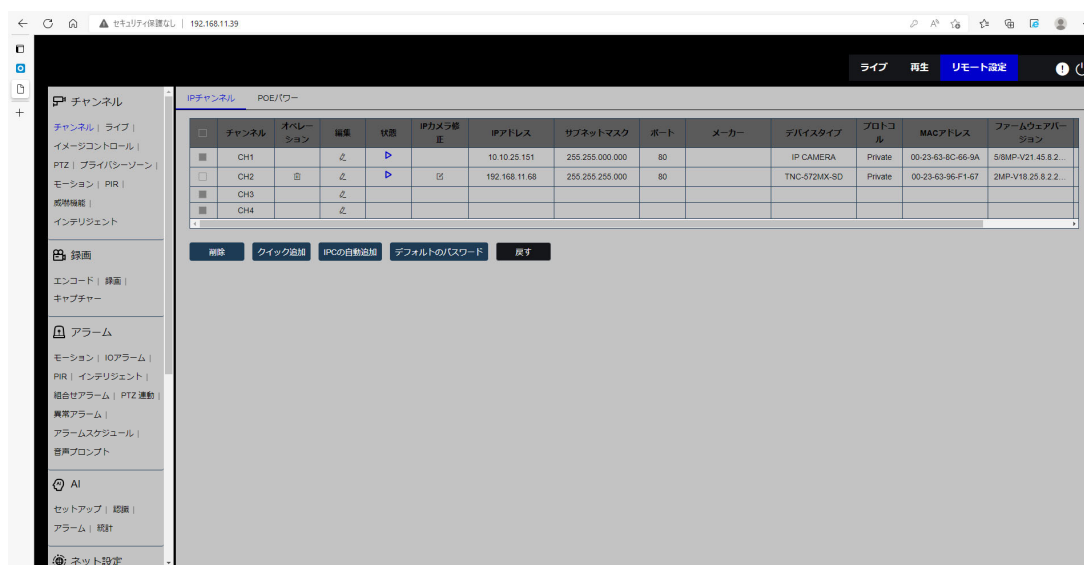 セキュリティ保護なし | 192.168.11.39
ライブ 再生 リモート設定
チャンネル
チャンネル | ライブ |
イメージコントロール |
PTZ | プライバシーゾーン |
モーション | PIR |
威嚇機能 |
インテリジェント
録画
エンコード | 録画 |
キャプチャー
アラーム
モーション | IOアラーム |
PIR | インテリジェント |
組合せアラーム | PTZ 連動 |
異常アラーム |
アラームスケジュール |
音声プロンプト
AI
セットアップ | 認識 |
アラーム | 統計
ネット設定
IPチャンネル POEパワー
チャンネル オペレーション 編集 状態 IPカメラ修正 IPアドレス サブネットマスク ポート メーカー デバイスタイプ プロトコル MACアドレス ファームウェアバージョン
CH1 10.10.25.151 255.255.000.000 80 IP CAMERA Private 00-23-63-8C-66-9A 5/8MP-V21.45.8.2...
CH2 192.168.11.68 255.255.255.000 80 TNC-572MX-SD Private 00-23-63-96-F1-67 2MP-V18.25.8.2.2...
CH3
CH4
削除 クイック追加 IPCの自動追加 デフォルトのパスワード 戻す